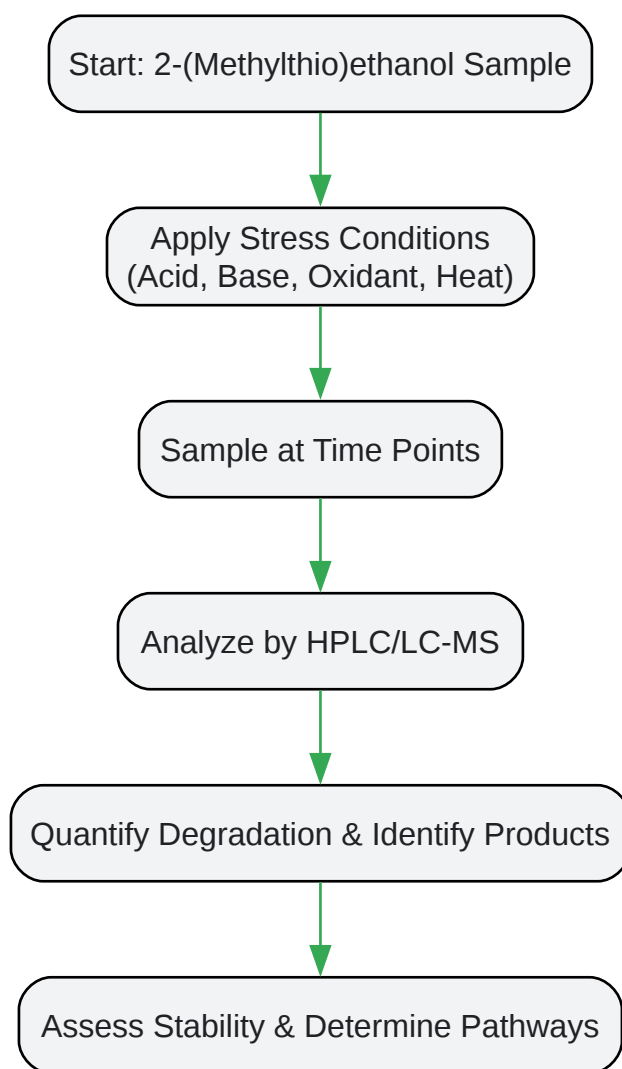 Start: 2-(Methylthio)ethanol Sample
Apply Stress Conditions
(Acid, Base, Oxidant, Heat)
Sample at Time Points
Analyze by HPLC/LC-MS
Quantify Degradation & Identify Products
Assess Stability & Determine Pathways